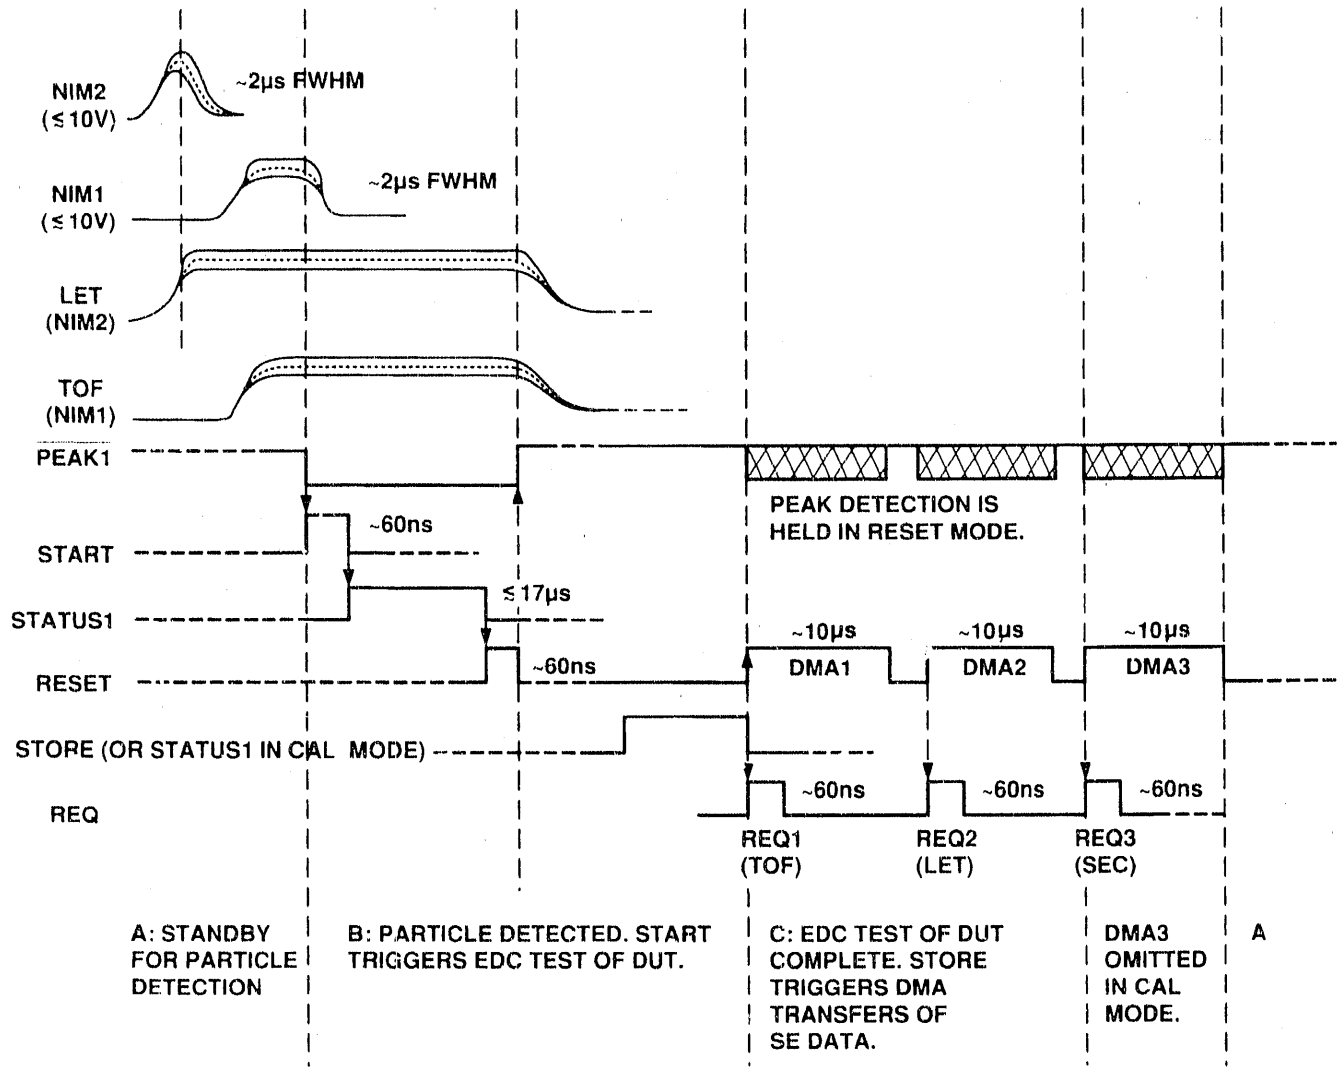 NIM2
(≲10V)
~2µs FWHM
NIM1
(≲10V)
~2µs FWHM
LET
(NIM2)
TOF
(NIM1)
PEAK1
PEAK DETECTION IS
HELD IN RESET MODE.
START
~60ns
STATUS1
≲17µs
RESET
~60ns
~10µs
DMA1
~10µs
DMA2
~10µs
DMA3
STORE (OR STATUS1 IN CAL MODE)
REQ
~60ns
~60ns
~60ns
REQ1
(TOF)
REQ2
(LET)
REQ3
(SEC)
A: STANDBY
FOR PARTICLE
DETECTION
B: PARTICLE DETECTED. START
TRIGGERS EDC TEST OF DUT.
C: EDC TEST OF DUT
COMPLETE. STORE
TRIGGERS DMA
TRANSFERS OF
SE DATA.
DMA3
OMITTED
IN CAL
MODE.
A